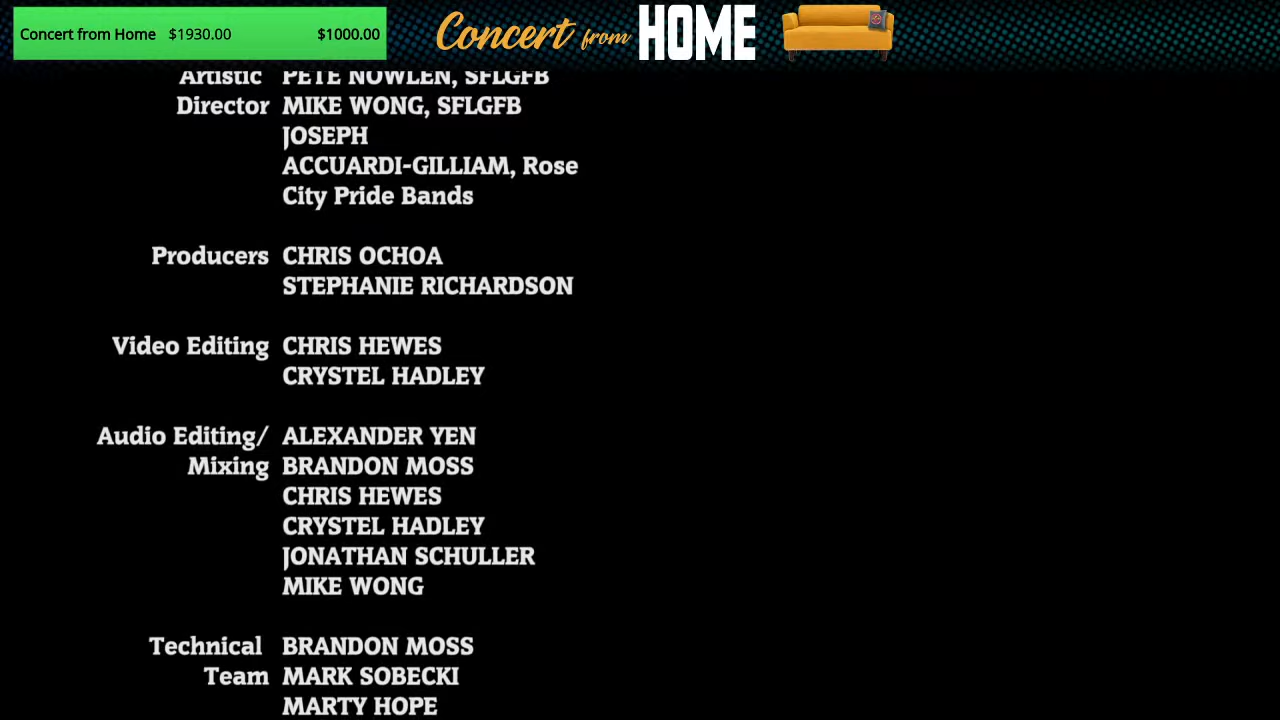 Concert from Home $1930.00 $1000.00
Concert from HOME
Artistic PETE NOWLEN, SFLGFB
Director MIKE WONG, SFLGFB
JOSEPH
ACCUARDI-GILLIAM, Rose
City Pride Bands
Producers CHRIS OCHOA
STEPHANIE RICHARDSON
Video Editing CHRIS HEWES
CRYSTEL HADLEY
Audio Editing/ ALEXANDER YEN
Mixing BRANDON MOSS
CHRIS HEWES
CRYSTEL HADLEY
JONATHAN SCHULLER
MIKE WONG
Technical BRANDON MOSS
Team MARK SOBECKI
MARTY HOPE